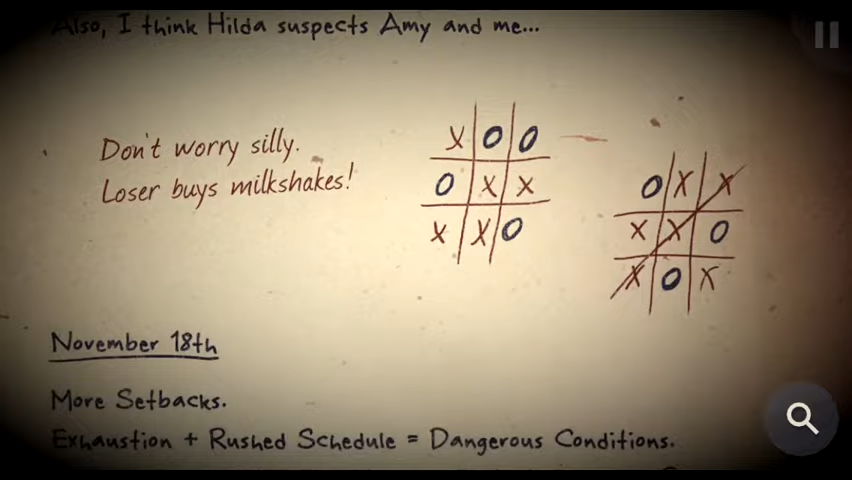 Also, I think Hilda suspects Amy and me...
Don't worry silly.
Loser buys milkshakes!
X O O
O X X
X X O
O X X
X X O
X O X
November 18th
More Setbacks.
Exhaustion + Rushed Schedule = Dangerous Conditions.